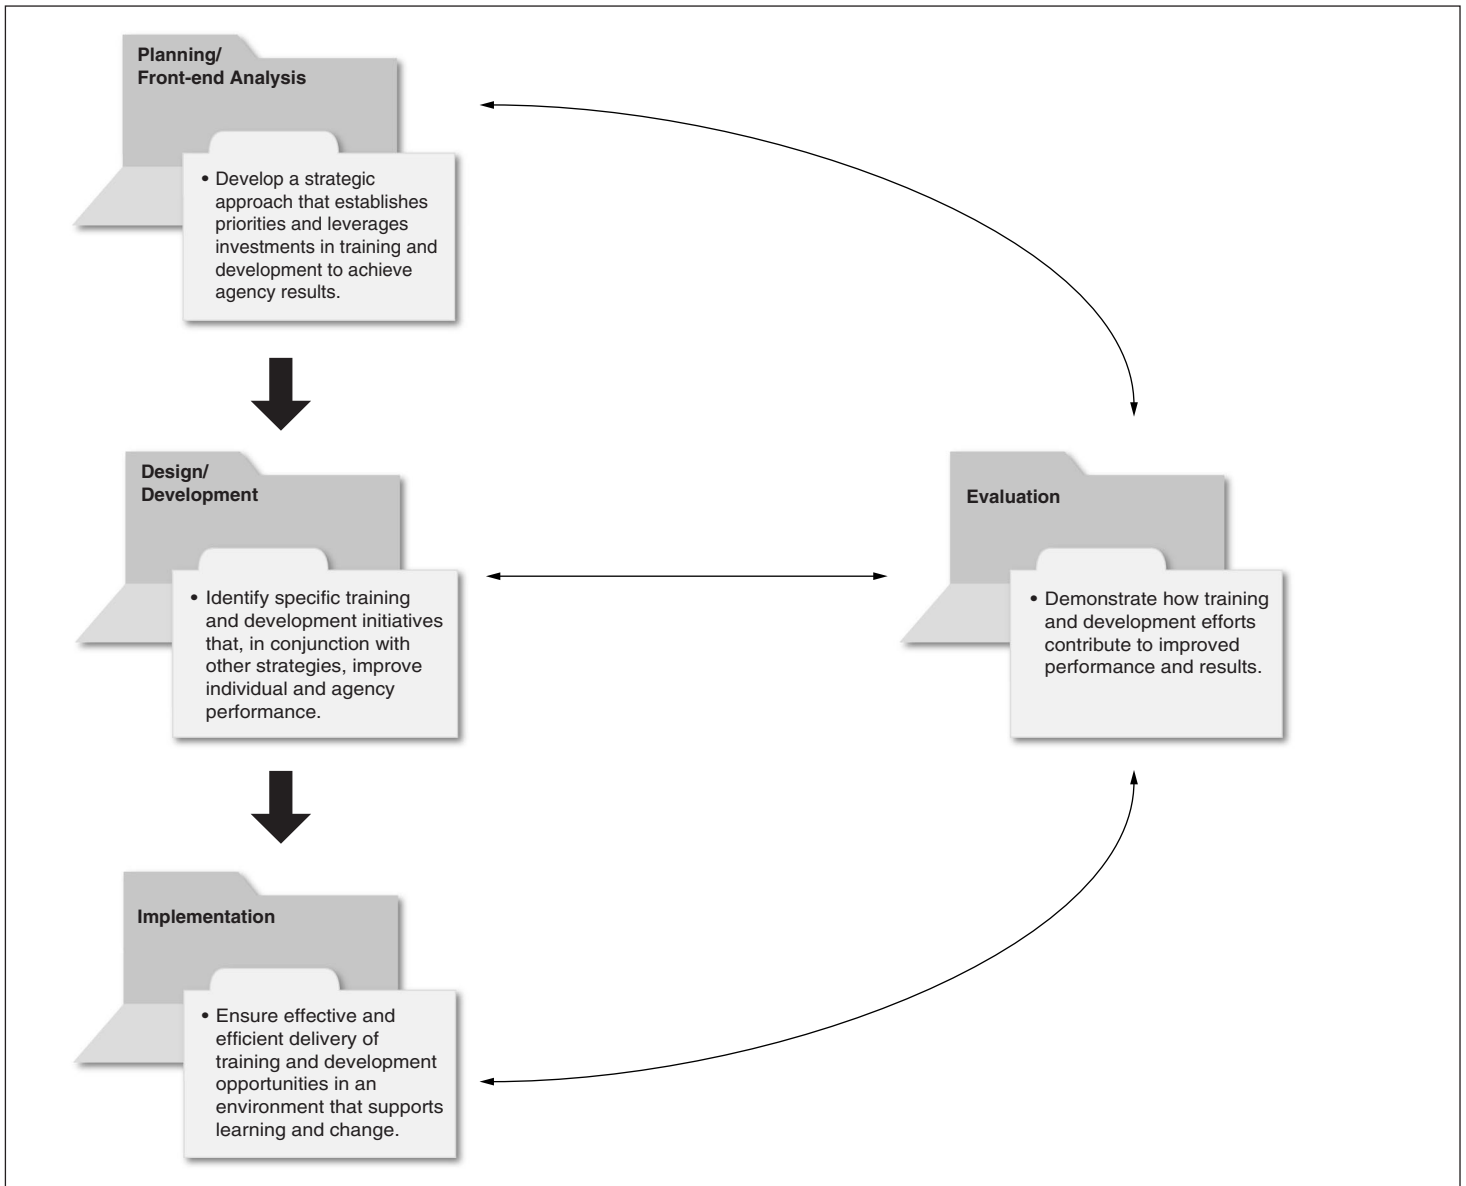 Planning/
Front-end Analysis
• Develop a strategic
approach that establishes
priorities and leverages
investments in training and
development to achieve
agency results.
Design/
Development
• Identify specific training
and development initiatives
that, in conjunction with
other strategies, improve
individual and agency
performance.
Evaluation
• Demonstrate how training
and development efforts
contribute to improved
performance and results.
Implementation
• Ensure effective and
efficient delivery of
training and development
opportunities in an
environment that supports
learning and change.